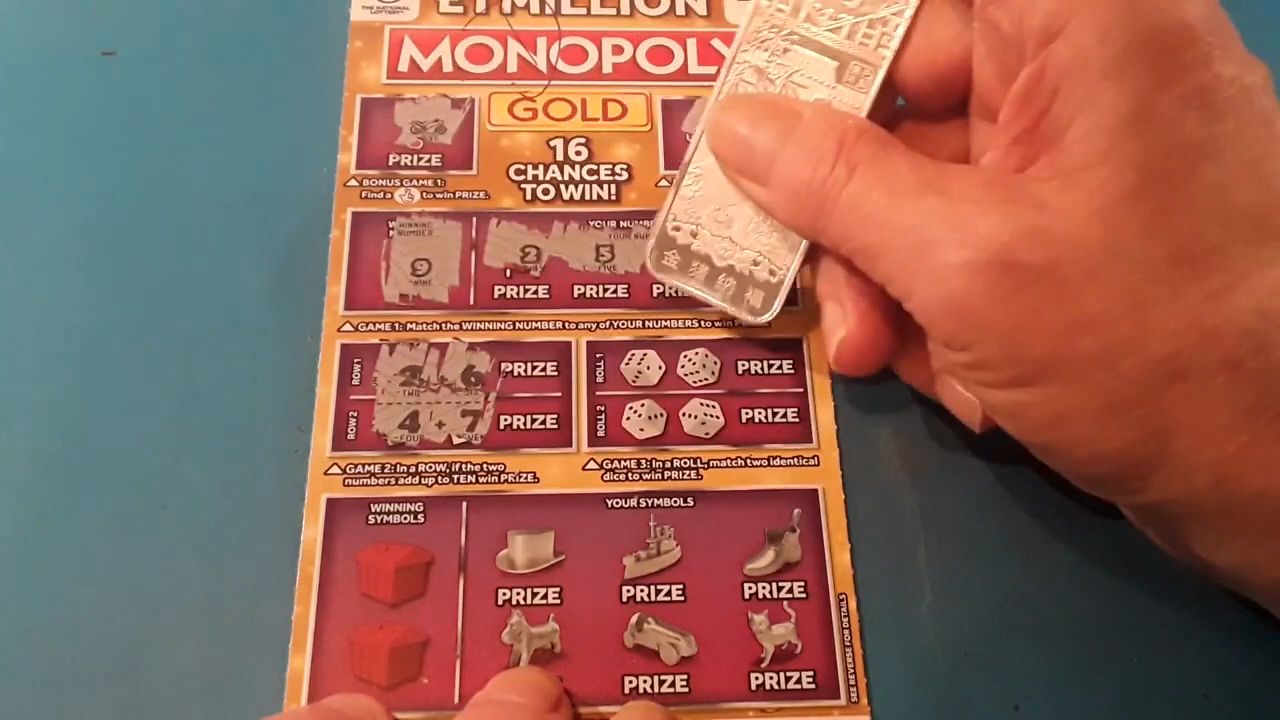 THE NATIONAL
LOTTERY
£1 MILLION
MONOPOLY
GOLD
16
CHANCES
TO WIN!
PRIZE
BONUS GAME 1:
Find a to win PRIZE.
WINNING
NUMBER
9
NINE
YOUR
2
5
FIVE
PRIZE PRIZE
GAME 1: Match the WINNING NUMBER to any of YOUR NUMBERS to win
ROW 1
2 + 6
TWO SIX
PRIZE
ROW 2
4 + 7
FOUR
PRIZE
ROLL 1
PRIZE
ROLL 2
PRIZE
GAME 2: In a ROW, if the two
numbers add up to TEN win PRIZE.
GAME 3: In a ROLL, match two identical
dice to win PRIZE.
WINNING
SYMBOLS
YOUR SYMBOLS
PRIZE PRIZE PRIZE
PRIZE PRIZE
SEE REVERSE FOR DETAILS
金 纳 福